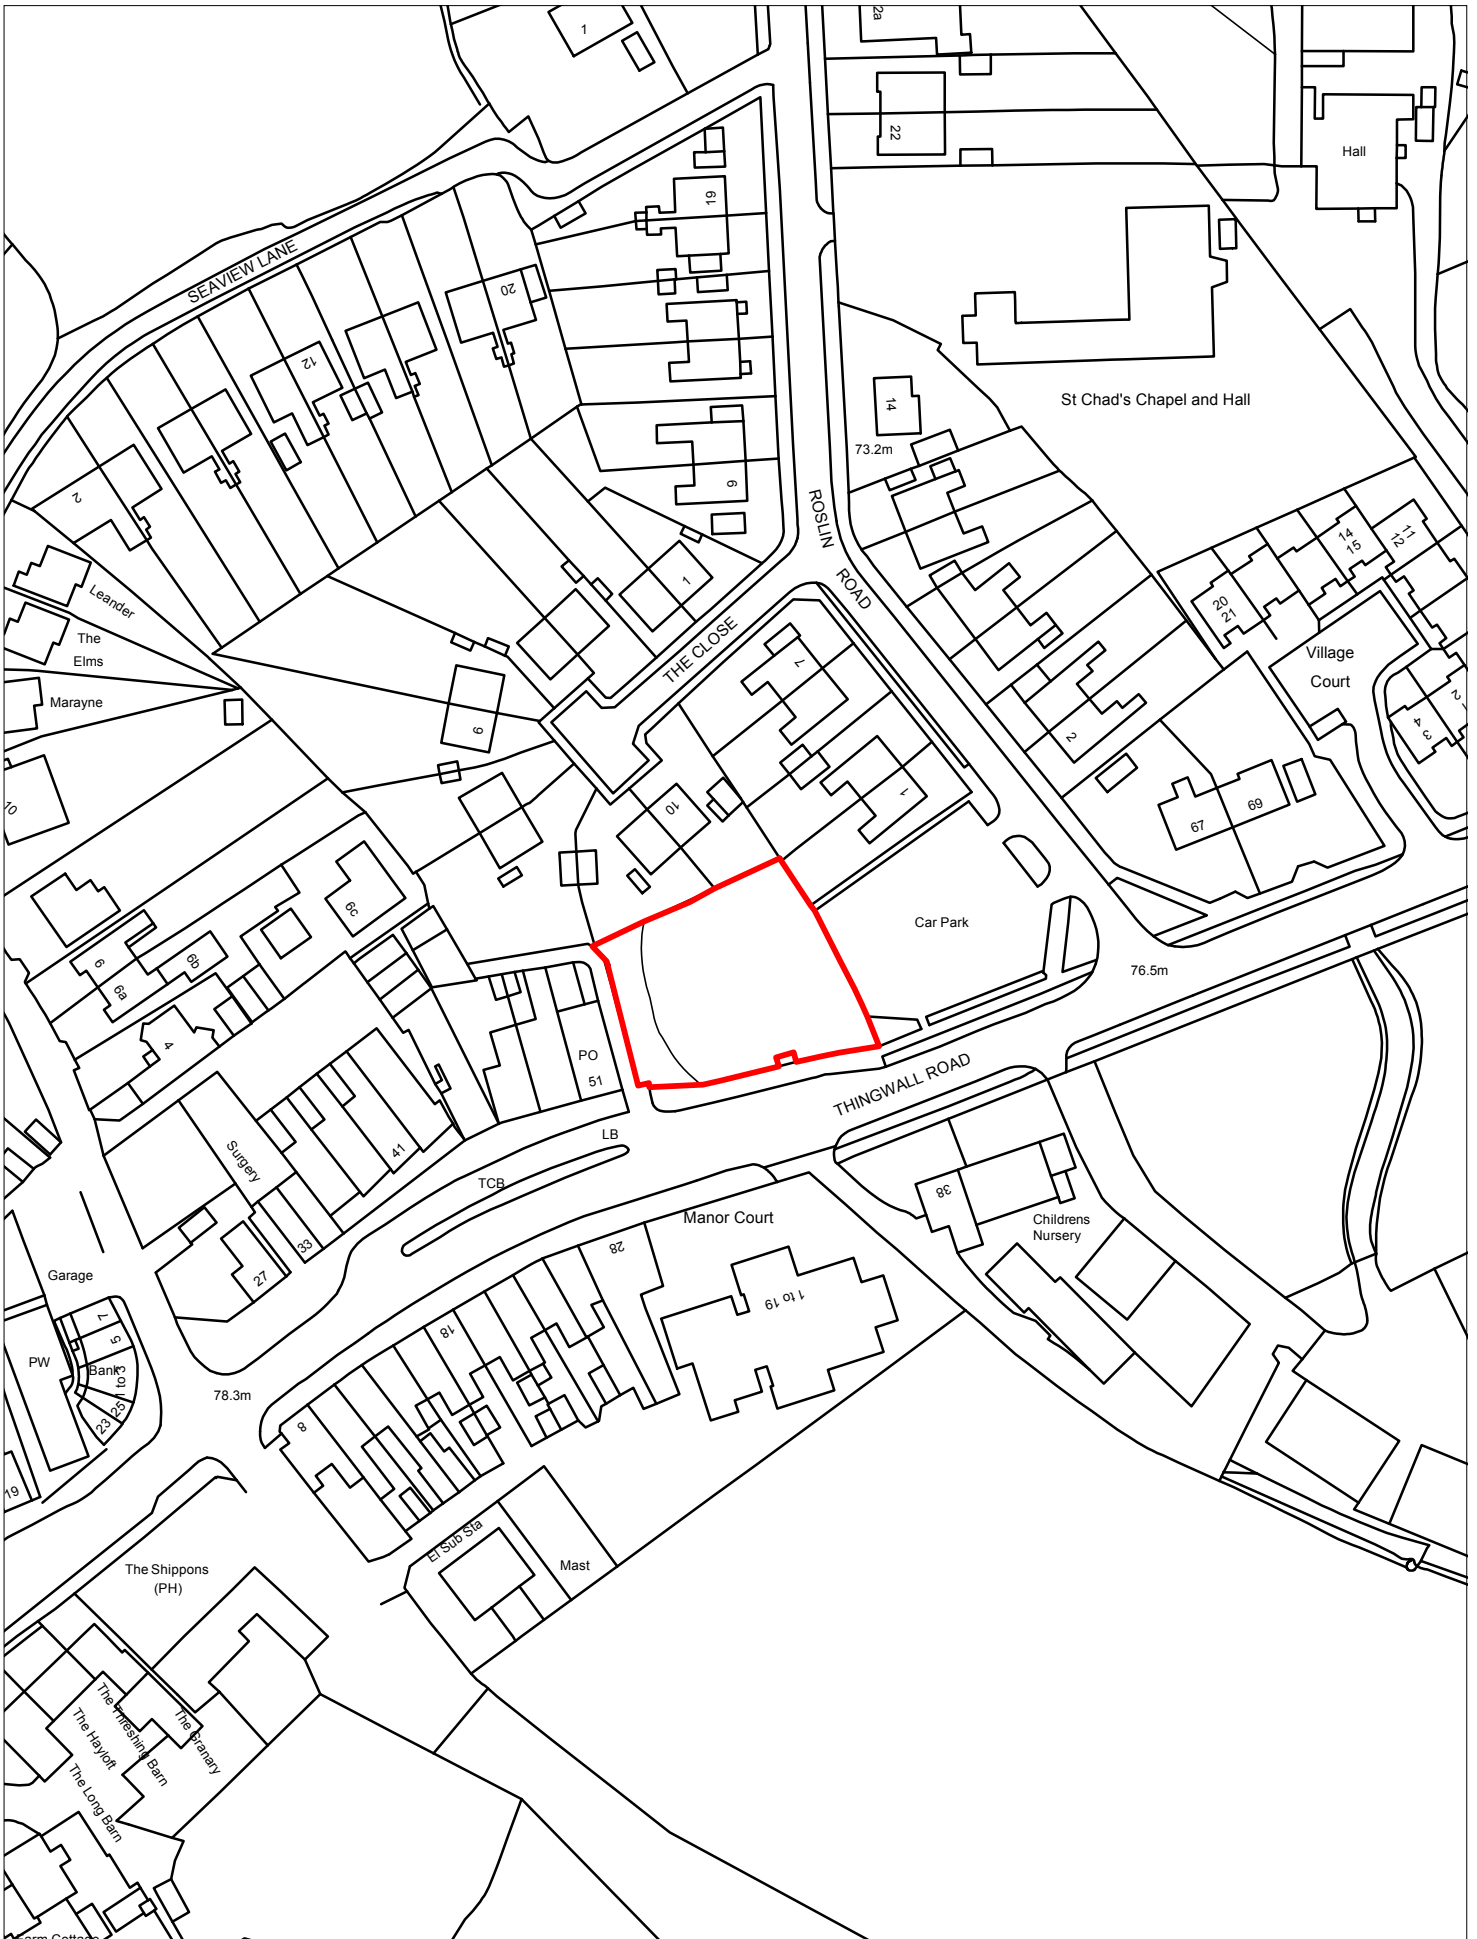 1
2a
22
Hall
19
SEAVIEW LANE
20
12
14
St Chad's Chapel and Hall
73.2m
2
6
ROSLIN
ROAD
14
15
11
12
Leander
The
Elms
Marayne
1
THE CLOSE
20
21
Village
Court
7
9
2
3
4
10
10
1
67
69
6c
Car Park
6
6b
6a
76.5m
4
PO
51
THINGWALL ROAD
LB
41
Surgery
TCB
38
Manor Court
Childrens
Nursery
33
28
Garage
27
1 to 19
7
5
18
PW
Bank
1 to 3
78.3m
25
23
8
19
El Sub Sta
Mast
The Shippons
(PH)
The Threshing Barn
The Granary
The Hayloft
The Long Barn